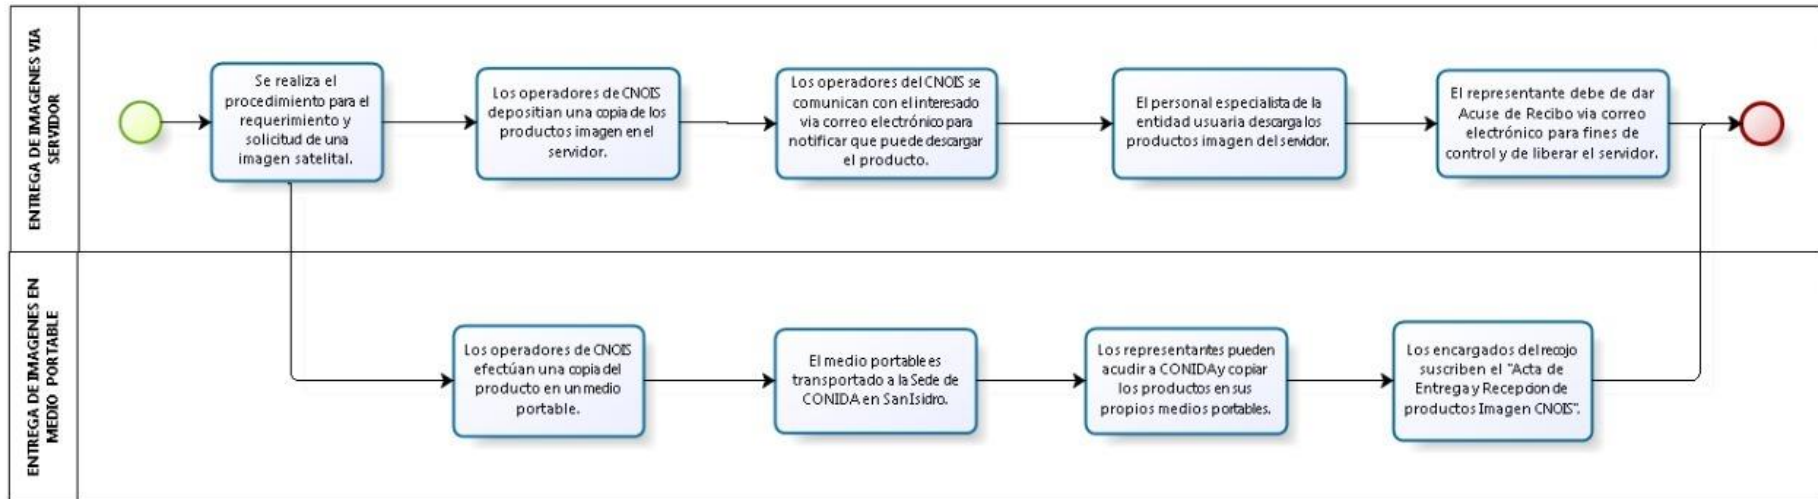 ENTREGA DE IMAGENES VIA
SERVIDOR
Se realiza el
procedimiento para el
requerimiento y
solicitud de una
imagen satelital.
Los operadores de CNOIS
depositian una copia de los
productos imagen en el
servidor.
Los operadores del CNOIS se
comunican con el interesado
via correo electrónico para
notificar que puede descargar
el producto.
El personal especialista de la
entidad usuaria descarga los
productos imagen del servidor.
El representante debe de dar
Acuse de Recibo via correo
electrónico para fines de
control y de liberar el servidor.
ENTREGA DE IMAGENES EN
MEDIO PORTABLE
Los operadores de CNOIS
efectúan una copia del
producto en un medio
portable.
El medio portable es
transportado a la Sede de
CONIDA en San Isidro.
Los representantes pueden
acudir a CONIDA y copiar
los productos en sus
propios medios portables.
Los encargados del recojo
suscriben el "Acta de
Entrega y Recepcion de
productos Imagen CNOIS".